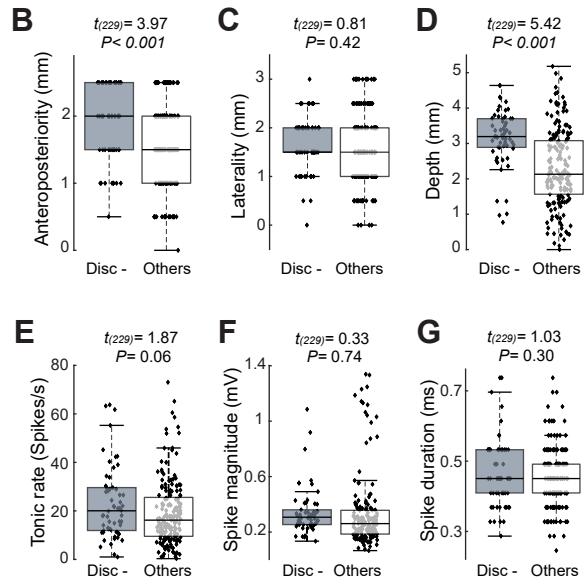 B
t(229)= 3.97
P< 0.001
Anteroposteriority (mm)
2
1
0
Disc - Others
C
t(229)= 0.81
P= 0.42
Laterality (mm)
3
2
1
0
Disc - Others
D
t(229)= 5.42
P< 0.001
Depth (mm)
5
4
3
2
1
0
Disc - Others
E
t(229)= 1.87
P= 0.06
Tonic rate (Spikes/s)
80
60
40
20
0
Disc - Others
F
t(229)= 0.33
P= 0.74
Spike magnitude (mV)
1.4
1
0.6
0.2
Disc - Others
G
t(229)= 1.03
P= 0.30
Spike duration (ms)
0.7
0.5
0.3
Disc - Others